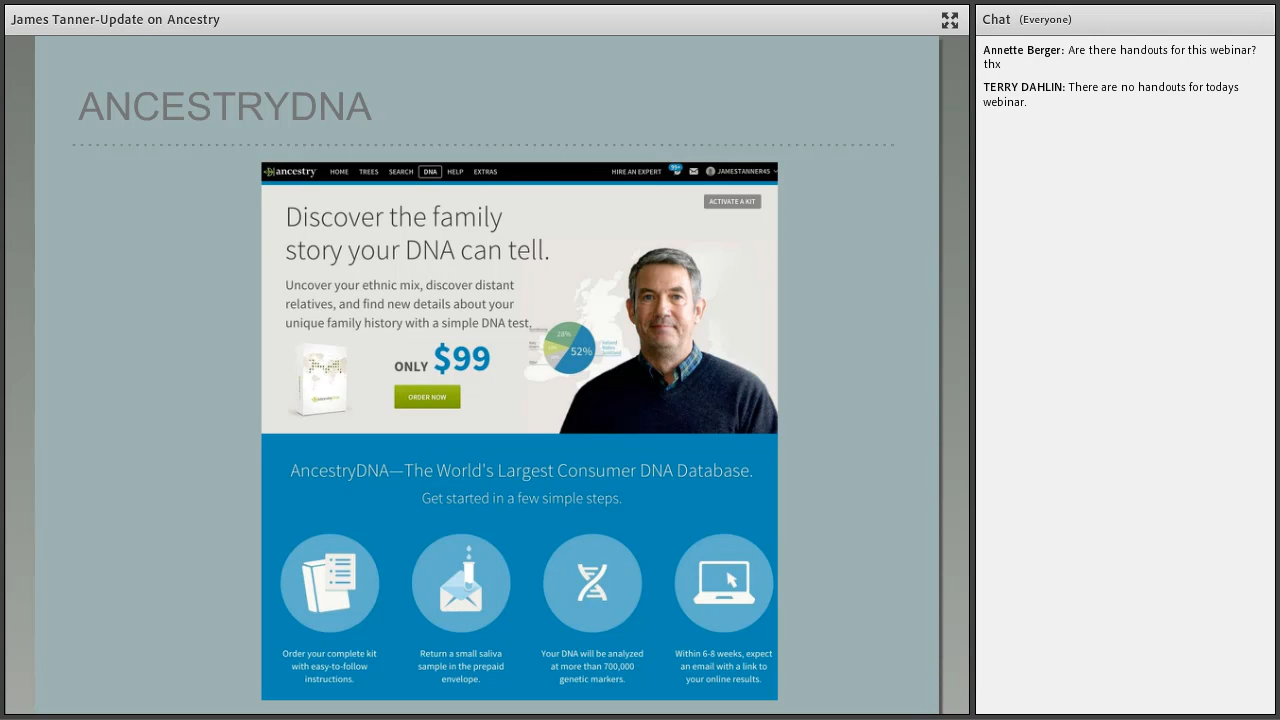 James Tanner-Update on Ancestry
ANCESTRYDNA
ancestry HOME TREES SEARCH DNA HELP EXTRAS HIRE AN EXPERT 99+ JAMESTANNER45
ACTIVATE A KIT
Discover the family
story your DNA can tell.
Uncover your ethnic mix, discover distant
relatives, and find new details about your
unique family history with a simple DNA test.
28%
52%
ONLY $99
ORDER NOW
AncestryDNA—The World's Largest Consumer DNA Database.
Get started in a few simple steps.
Order your complete kit
with easy-to-follow
instructions.
Return a small saliva
sample in the prepaid
envelope.
Your DNA will be analyzed
at more than 700,000
genetic markers.
Within 6-8 weeks, expect
an email with a link to
your online results.
Chat (Everyone)
Annette Berger: Are there handouts for this webinar?
thx
TERRY DAHLIN: There are no handouts for todays
webinar.